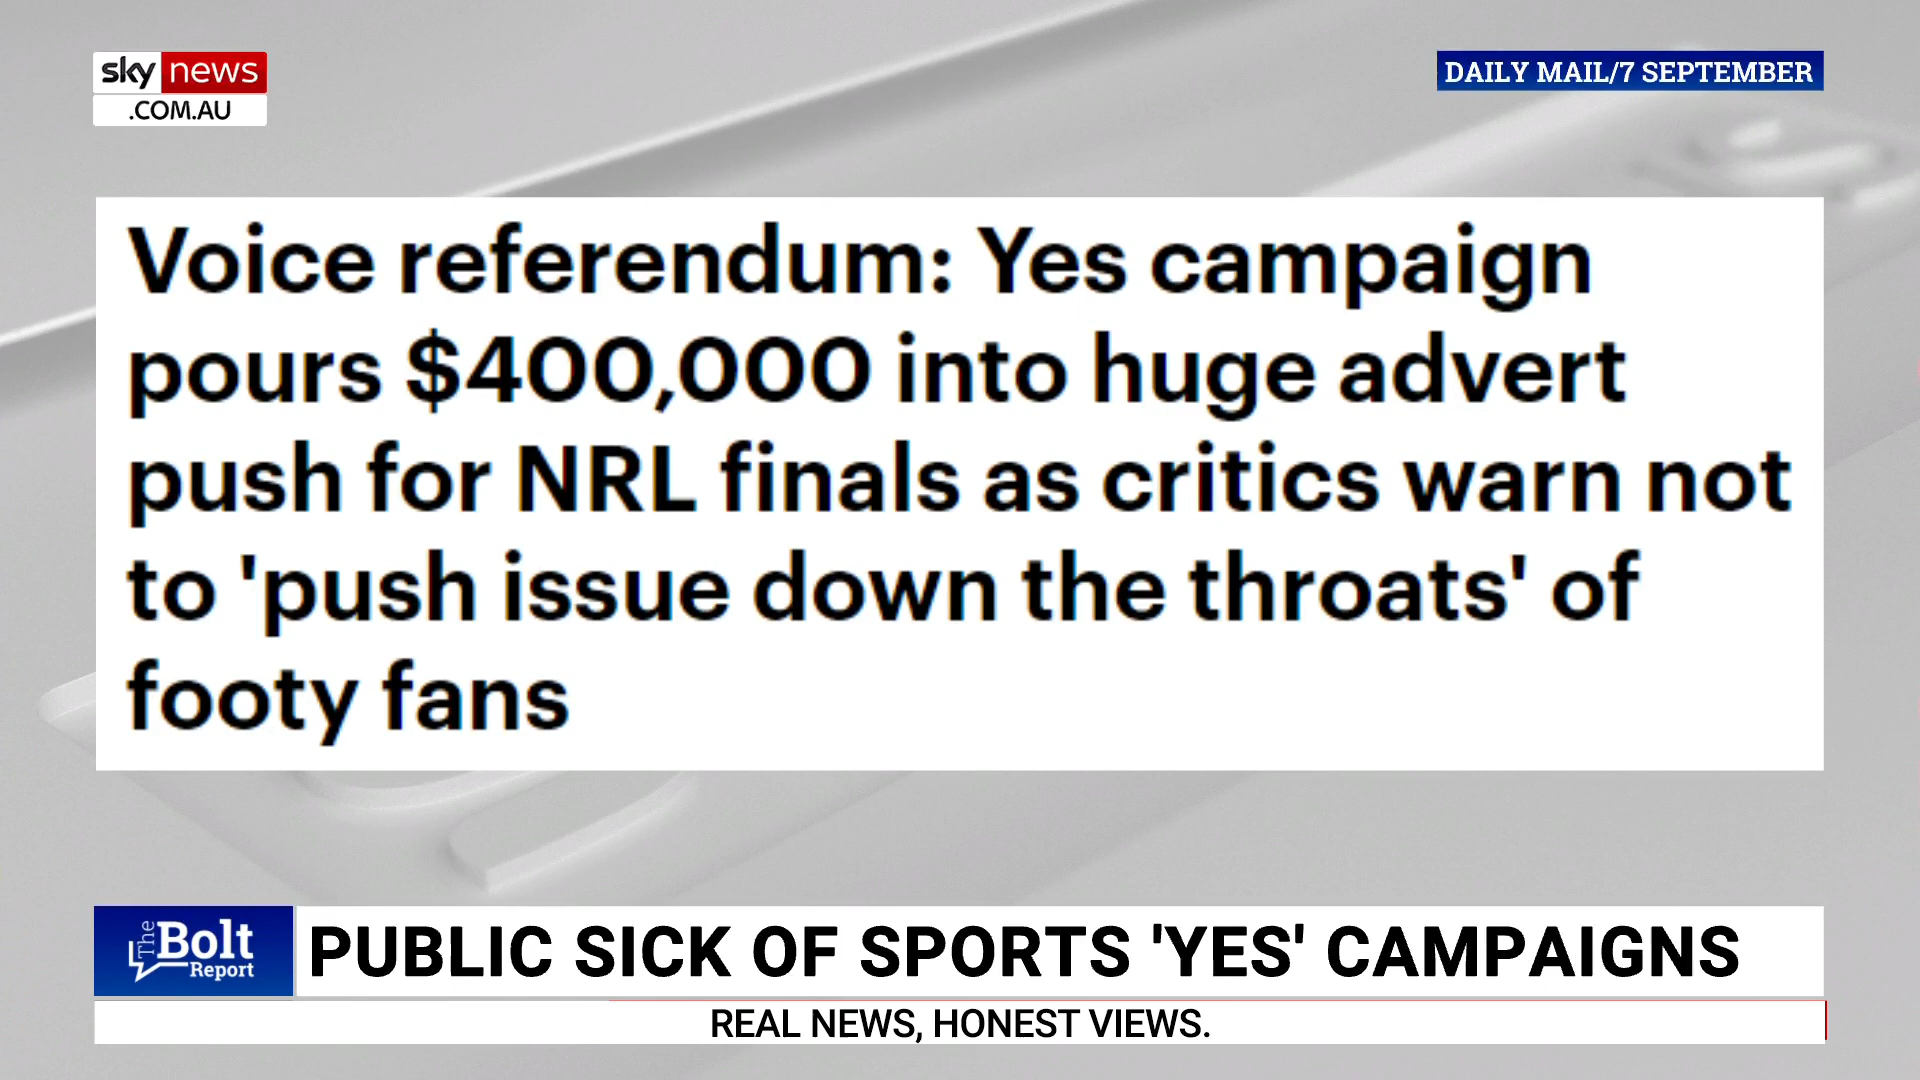 sky news
.COM.AU
DAILY MAIL/7 SEPTEMBER
Voice referendum: Yes campaign
pours $400,000 into huge advert
push for NRL finals as critics warn not
to 'push issue down the throats' of
footy fans
The Bolt Report
PUBLIC SICK OF SPORTS 'YES' CAMPAIGNS
REAL NEWS, HONEST VIEWS.